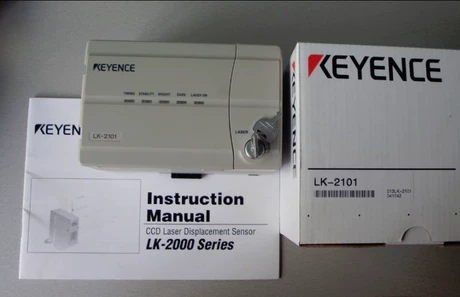 KEYENCE
TIMING STABILITY BRIGHT DARK LASER ON
LASER
LK-2101
KEYENCE
Instruction
Manual
CCD Laser Displacement Sensor
LK-2000 Series
KEYENCE
LK-2101